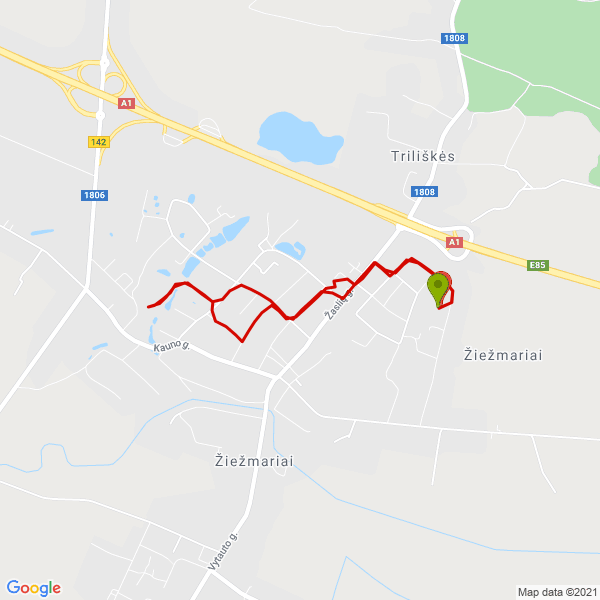 1808
A1
142
Triliškės
1806
1808
A1
E85
Žaslių g.
Kauno g.
Žiežmariai
Žiežmariai
Vytauto g.
Google
Map data ©2021